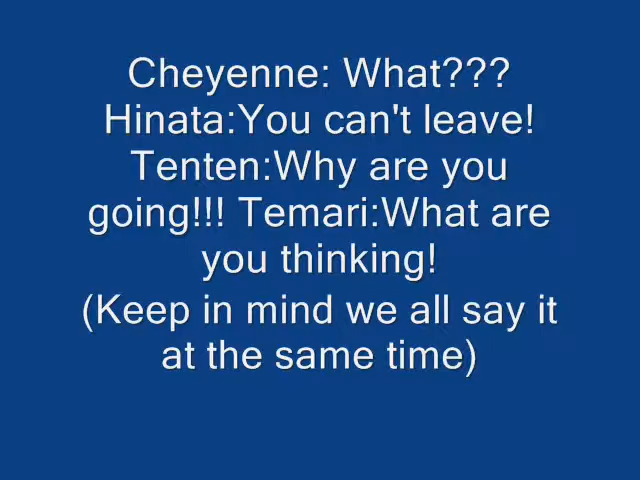 Cheyenne: What???
Hinata:You can't leave!
Tenten:Why are you
going!!! Temari:What are
you thinking!
(Keep in mind we all say it
at the same time)